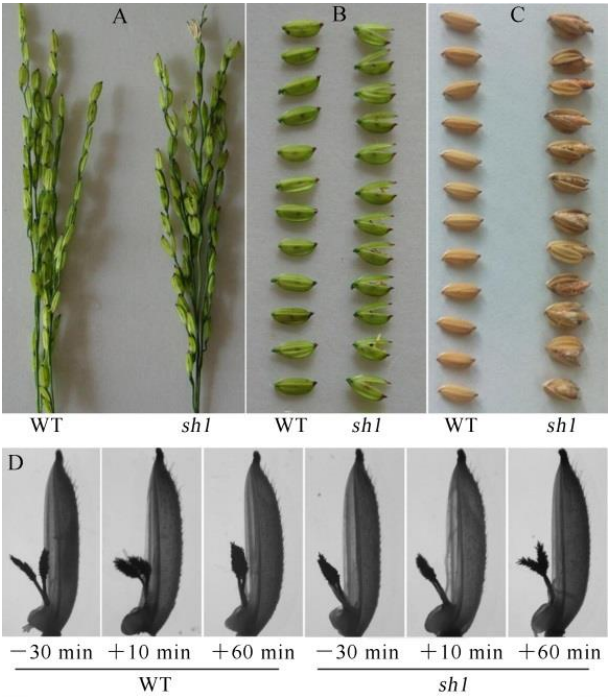 A B C
WT sh1 WT sh1 WT sh1
D
−30 min +10 min +60 min −30 min +10 min +60 min
WT sh1